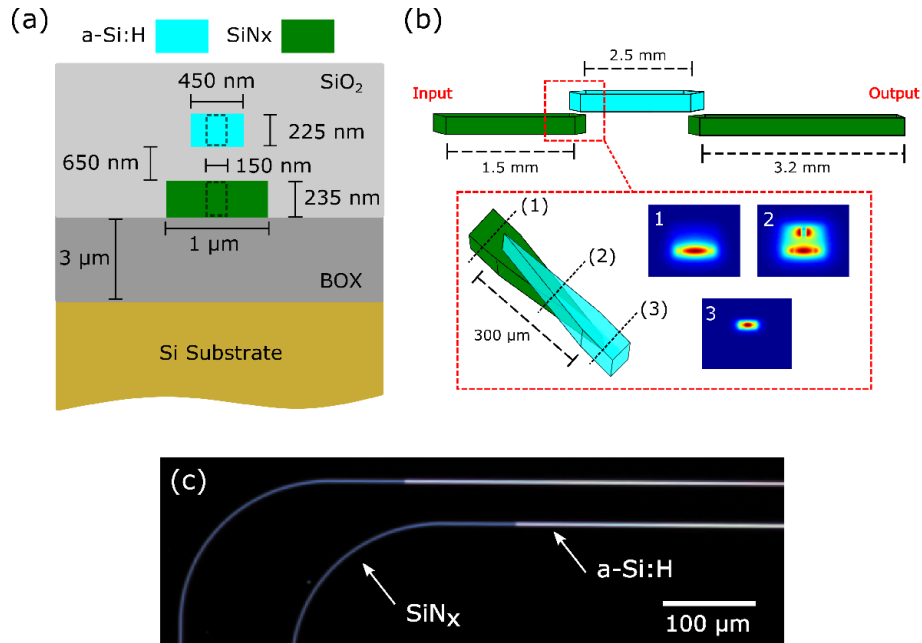 (a)
a-Si:H
SiNx
SiO₂
450 nm
225 nm
650 nm
150 nm
235 nm
1 μm
3 μm
BOX
Si Substrate
(b)
2.5 mm
Input
Output
1.5 mm
3.2 mm
(1)
(2)
(3)
300 μm
1
2
3
(c)
a-Si:H
SiNx
100 μm